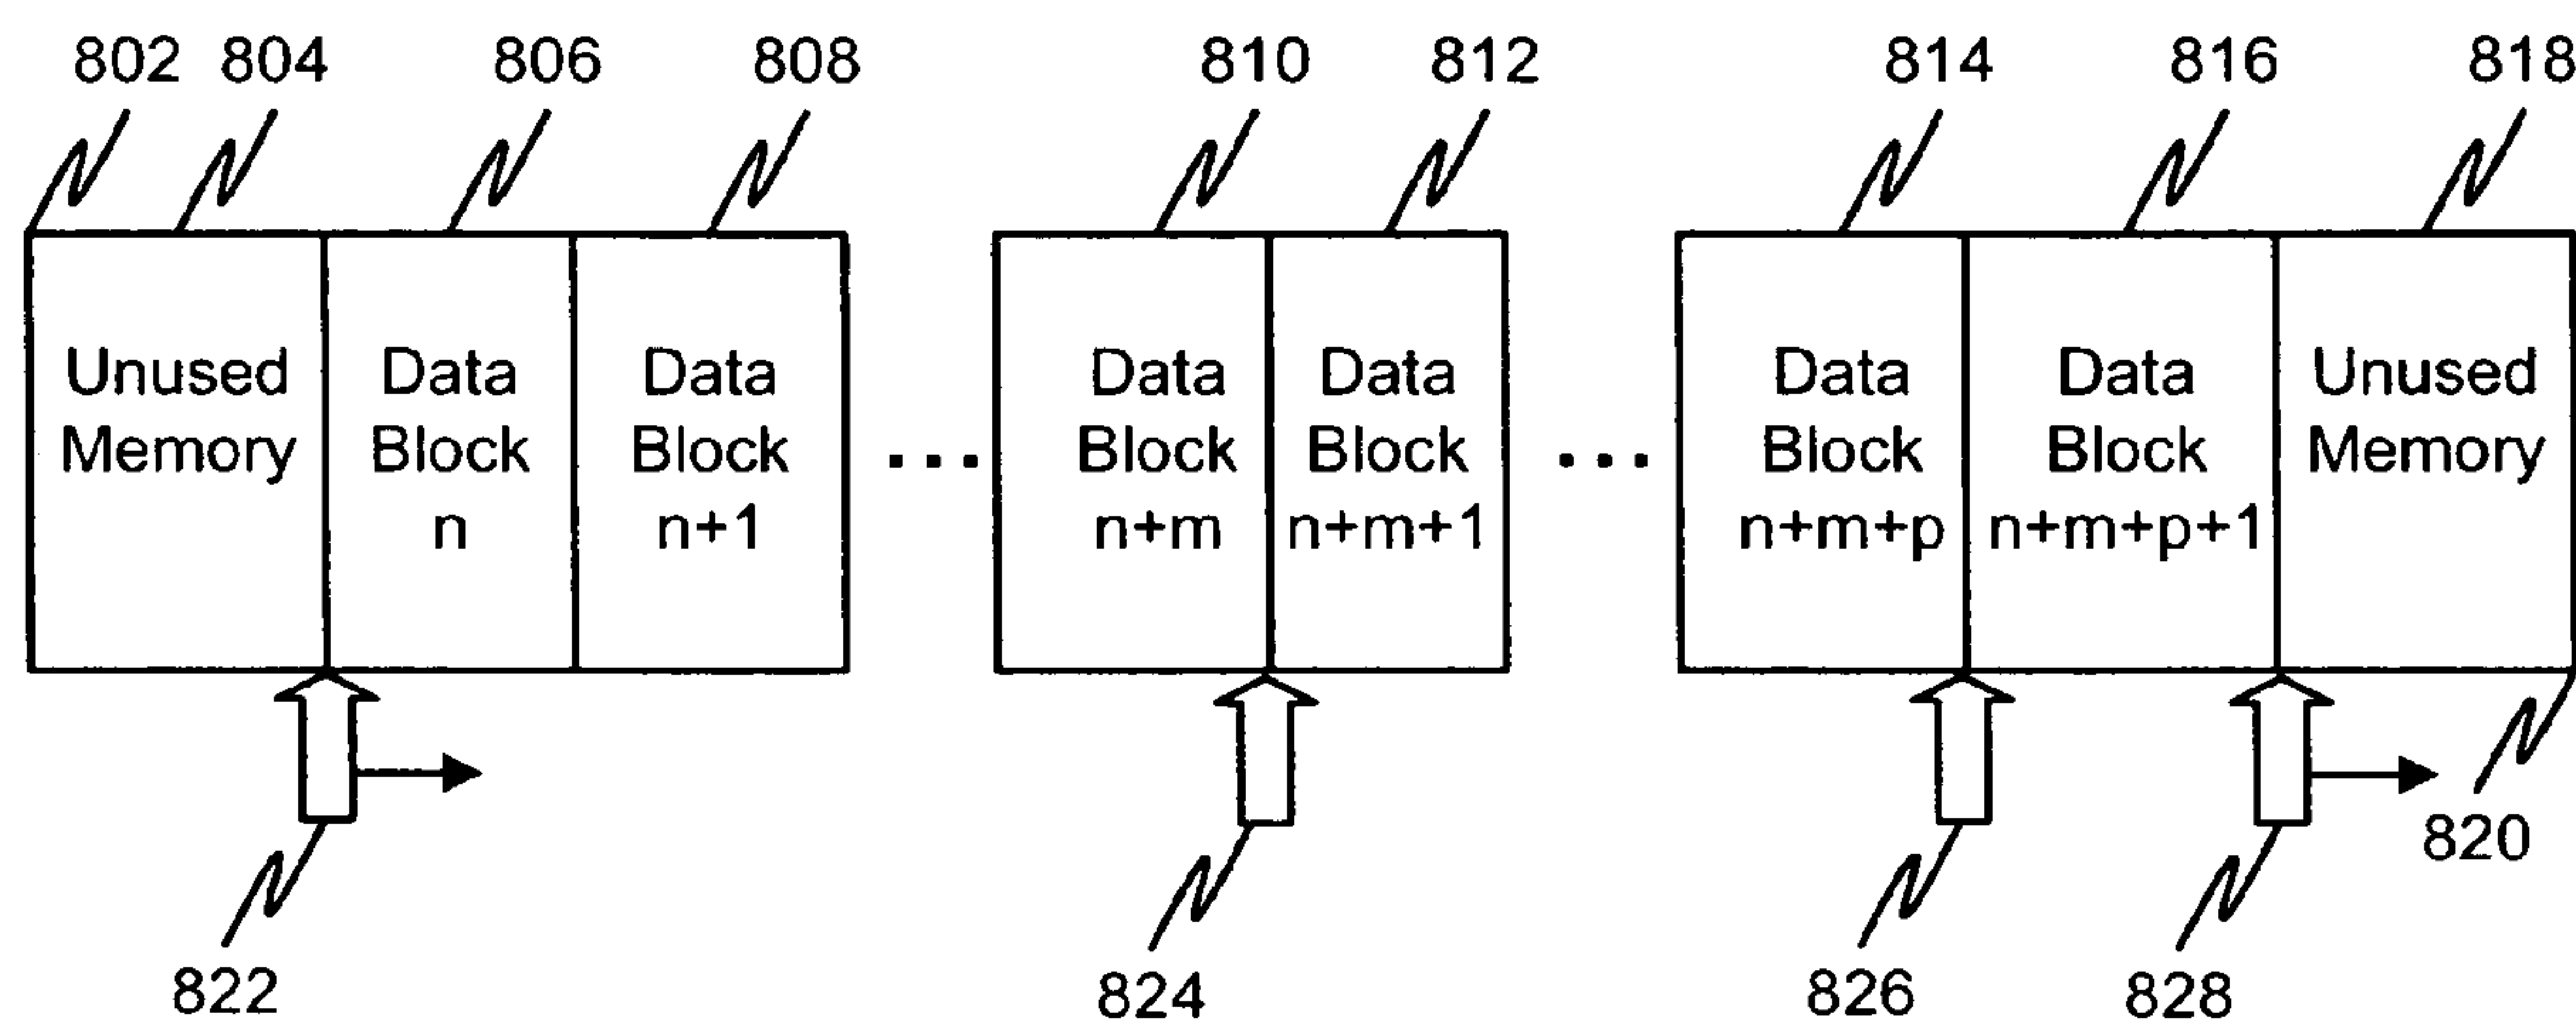 802 804 806 808 810 812 814 816 818
Unused Data Data Data Data Data Data Unused
Memory Block Block ... Block Block ... Block Block Memory
n n+1 n+m n+m+1 n+m+p n+m+p+1
820
822 824 826 828